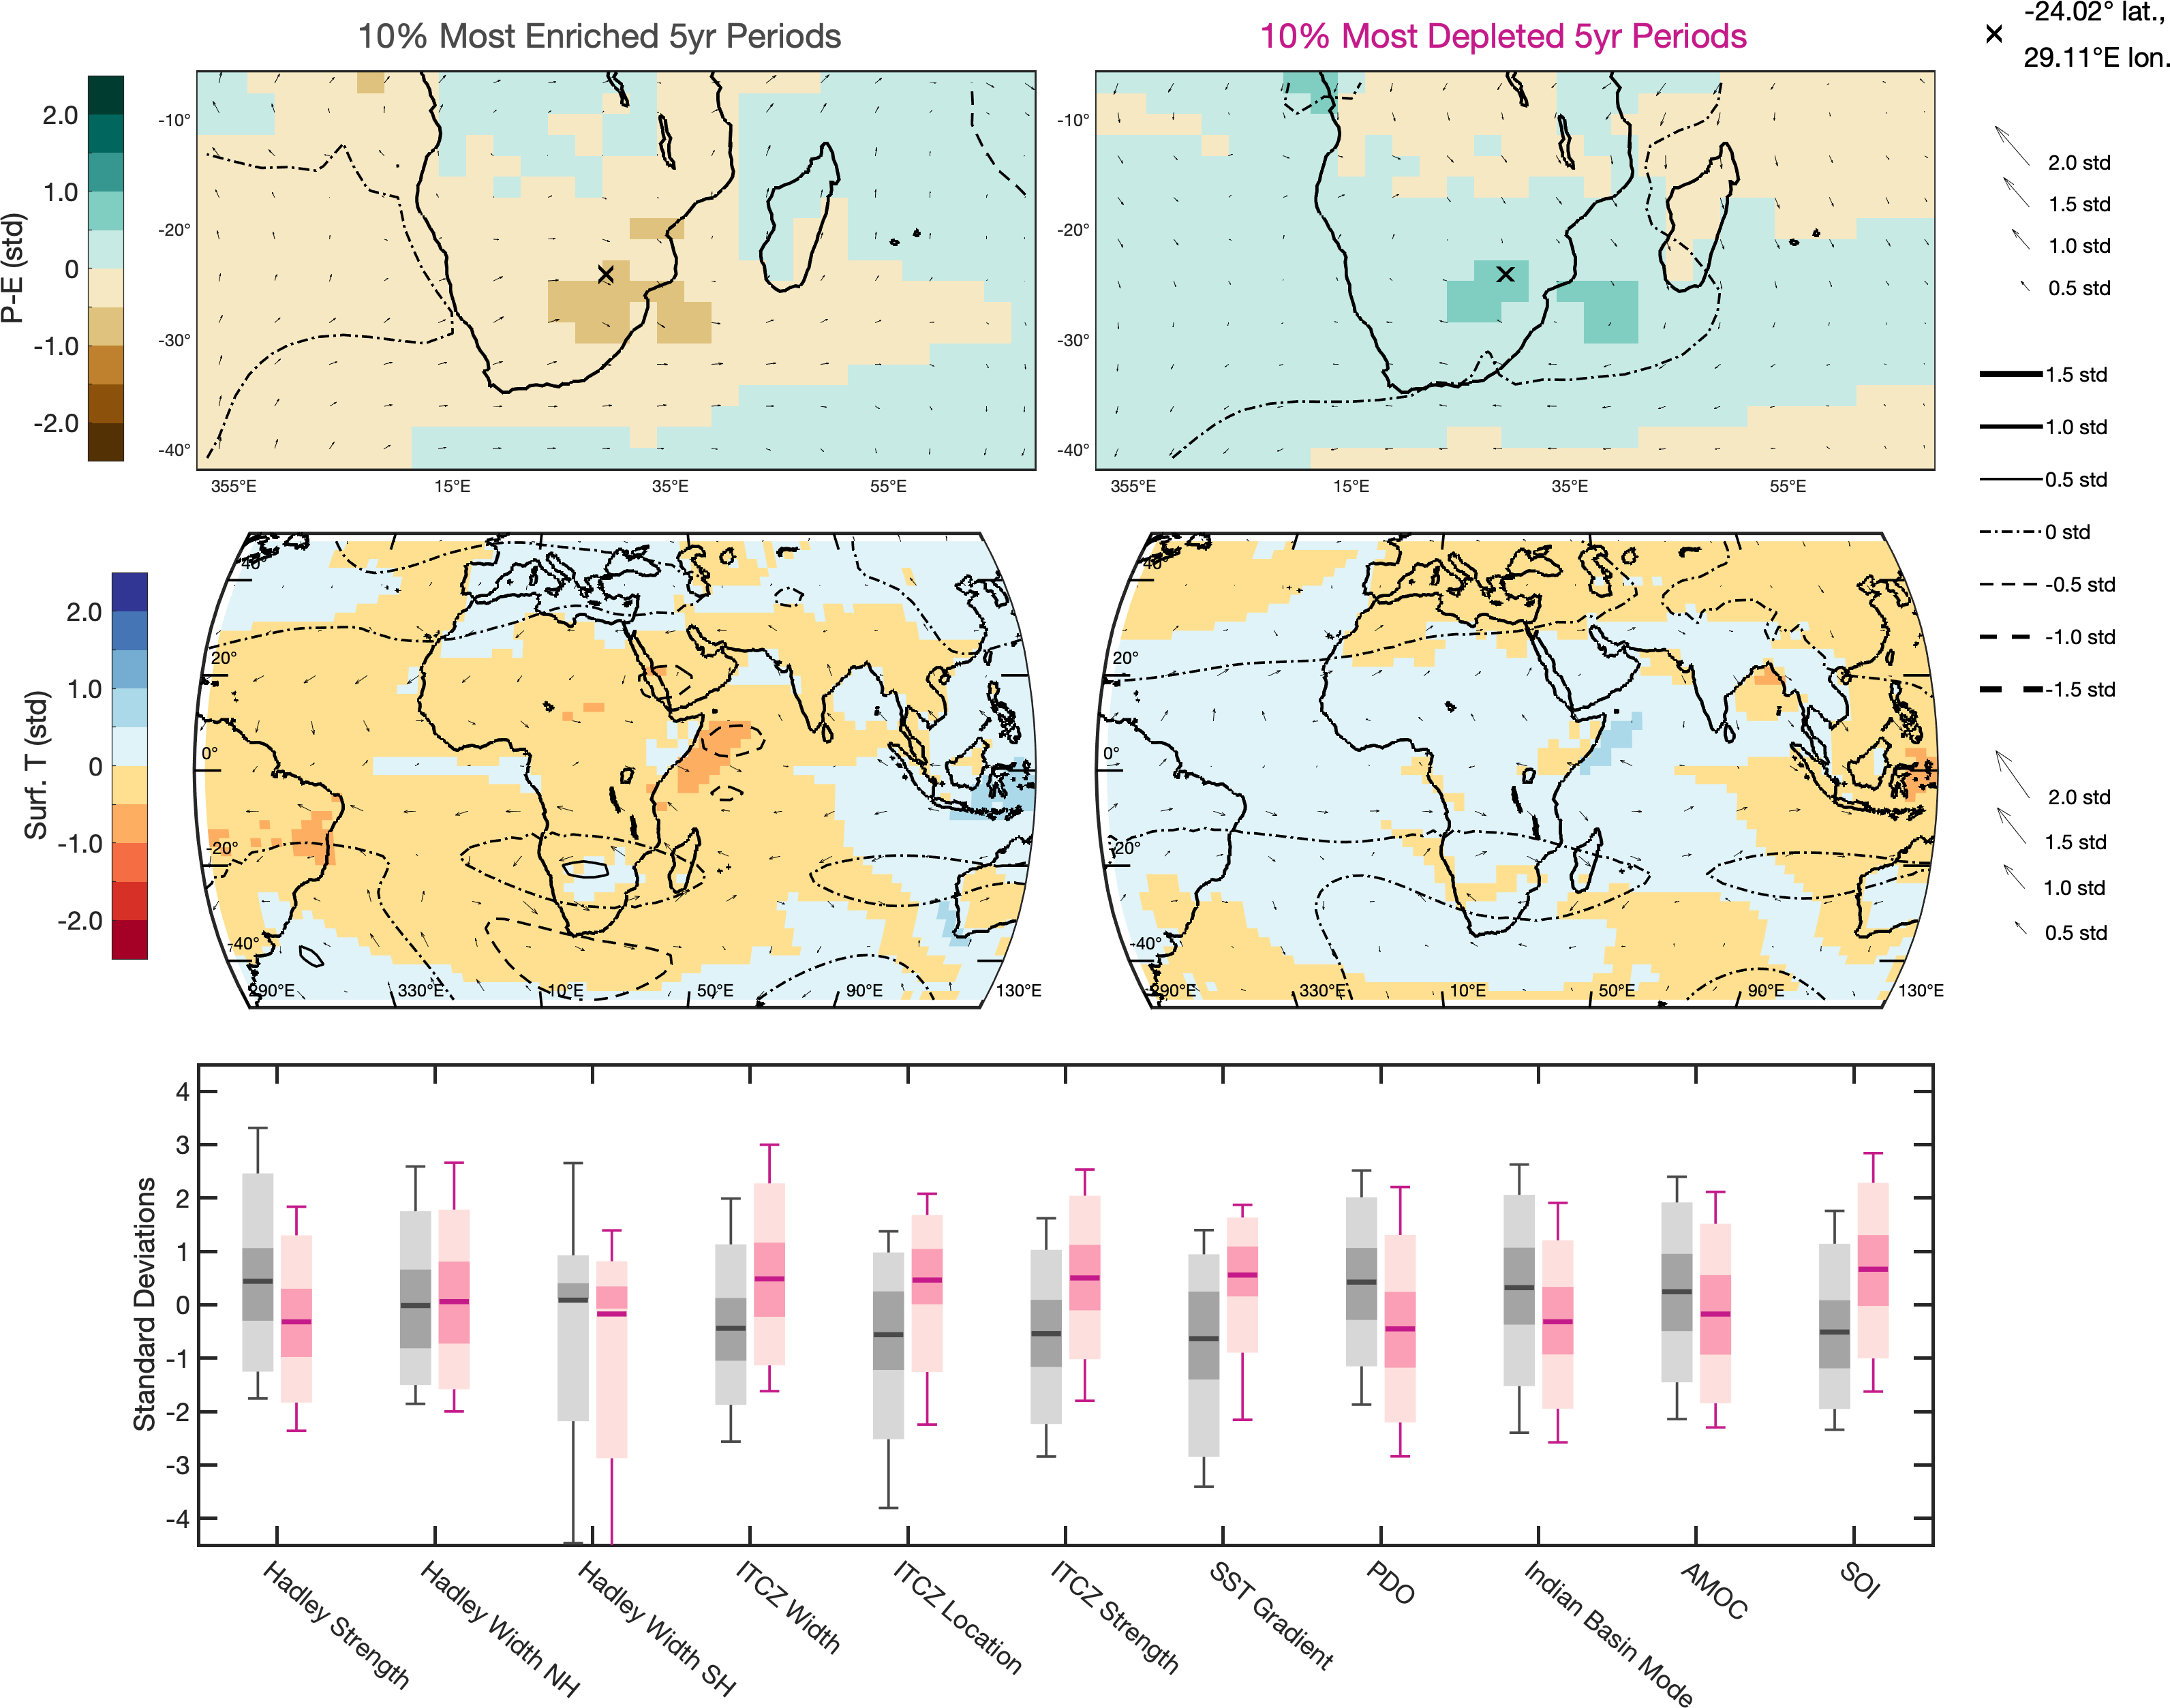 10% Most Enriched 5yr Periods
10% Most Depleted 5yr Periods
-24.02° lat.,
29.11°E lon.
P-E (std)
2.0
1.0
0
-1.0
-2.0
-10°
-20°
-30°
-40°
355°E
15°E
35°E
55°E
-10°
-20°
-30°
-40°
355°E
15°E
35°E
55°E
2.0 std
1.5 std
1.0 std
0.5 std
1.5 std
1.0 std
0.5 std
0 std
-0.5 std
-1.0 std
-1.5 std
Surf. T (std)
2.0
1.0
0
-1.0
-2.0
40°
20°
0°
-20°
-40°
290°E
330°E
10°E
50°E
90°E
130°E
40°
20°
0°
-20°
-40°
290°E
330°E
10°E
50°E
90°E
130°E
2.0 std
1.5 std
1.0 std
0.5 std
Standard Deviations
4
3
2
1
0
-1
-2
-3
-4
Hadley Strength
Hadley Width NH
Hadley Width SH
ITCZ Width
ITCZ Location
ITCZ Strength
SST Gradient
PDO
Indian Basin Mode
AMOC
SOI